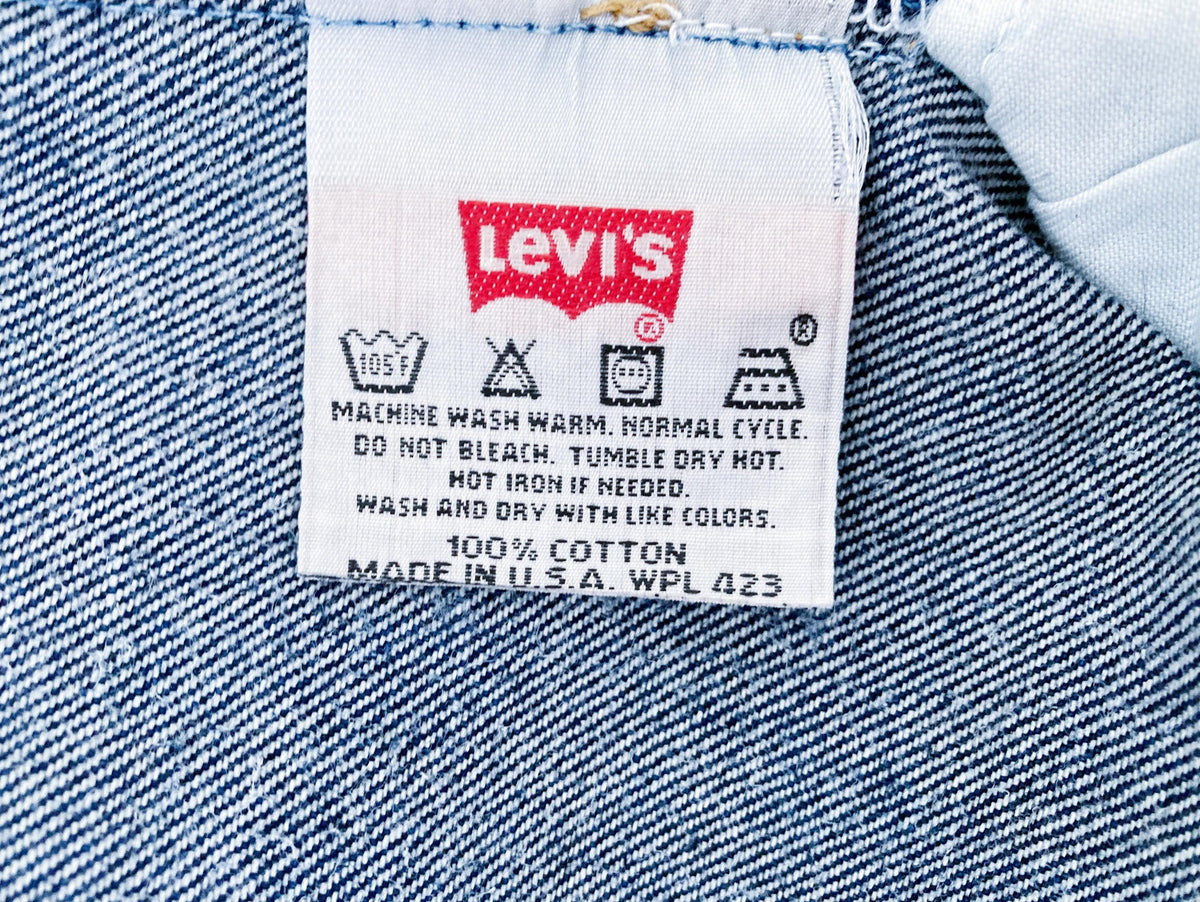 LEVI'S
®
®
105°
MACHINE WASH WARM. NORMAL CYCLE.
DO NOT BLEACH. TUMBLE DRY HOT.
HOT IRON IF NEEDED.
WASH AND DRY WITH LIKE COLORS.
100% COTTON
MADE IN U.S.A. WPL 423